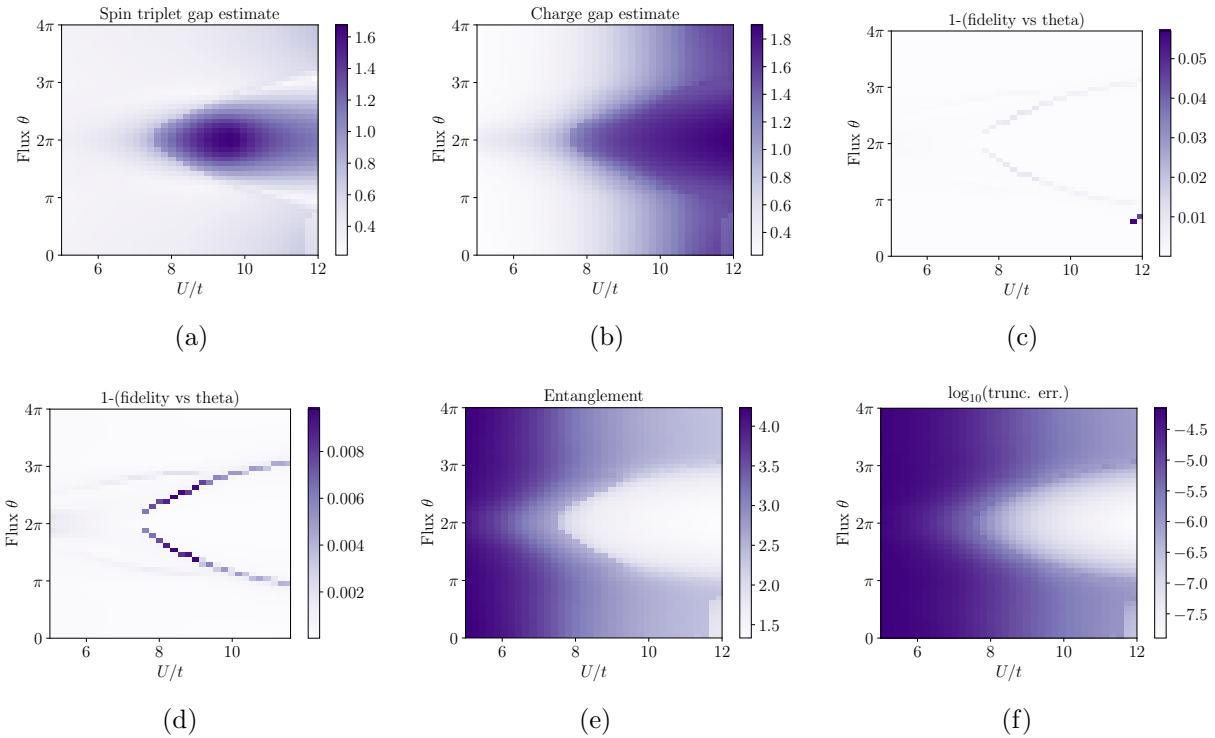 Spin triplet gap estimate
4π
3π
2π
π
0
Flux θ
6 8 10 12
U/t
1.6
1.4
1.2
1.0
0.8
0.6
0.4
(a)
Charge gap estimate
4π
3π
2π
π
0
Flux θ
6 8 10 12
U/t
1.8
1.6
1.4
1.2
1.0
0.8
0.6
0.4
(b)
1-(fidelity vs theta)
4π
3π
2π
π
0
Flux θ
6 8 10 12
U/t
0.05
0.04
0.03
0.02
0.01
(c)
1-(fidelity vs theta)
4π
3π
2π
π
0
Flux θ
6 8 10
U/t
0.008
0.006
0.004
0.002
(d)
Entanglement
4π
3π
2π
π
0
Flux θ
6 8 10 12
U/t
4.0
3.5
3.0
2.5
2.0
1.5
(e)
log₁₀(trunc. err.)
4π
3π
2π
π
0
Flux θ
6 8 10 12
U/t
−4.5
−5.0
−5.5
−6.0
−6.5
−7.0
−7.5
(f)